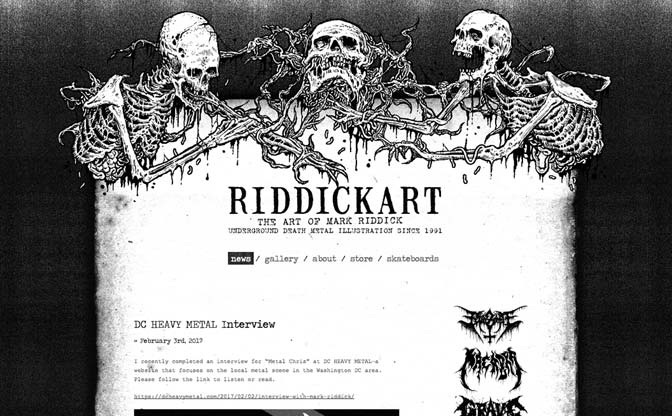 RIDDICKART
THE ART OF MARK RIDDICK
UNDERGROUND DEATH METAL ILLUSTRATION SINCE 1991
news / gallery / about / store / skateboards
DC HEAVY METAL Interview
» February 3rd, 2017
I recently completed an interview for "Metal Chris" at DC HEAVY METAL-a
website that focuses on the local metal scene in the Washington DC area.
Please follow the link to listen or read.
https://dcheavymetal.com/2017/02/02/interview-with-mark-riddick/